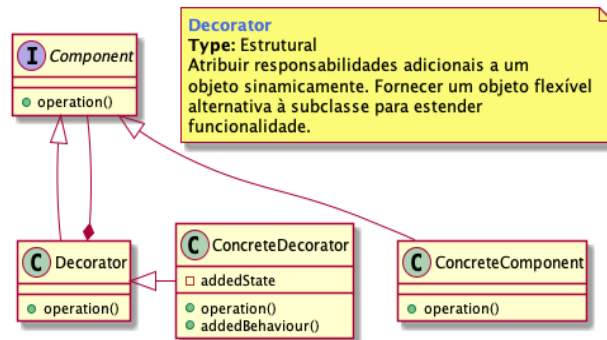 Decorator
Type: Estrutural
Atribuir responsabilidades adicionais a um
objeto sinamicamente. Fornecer um objeto flexível
alternativa à subclasse para estender
funcionalidade.
I Component
operation()
C Decorator
operation()
C ConcreteDecorator
addedState
operation()
addedBehaviour()
C ConcreteComponent
operation()